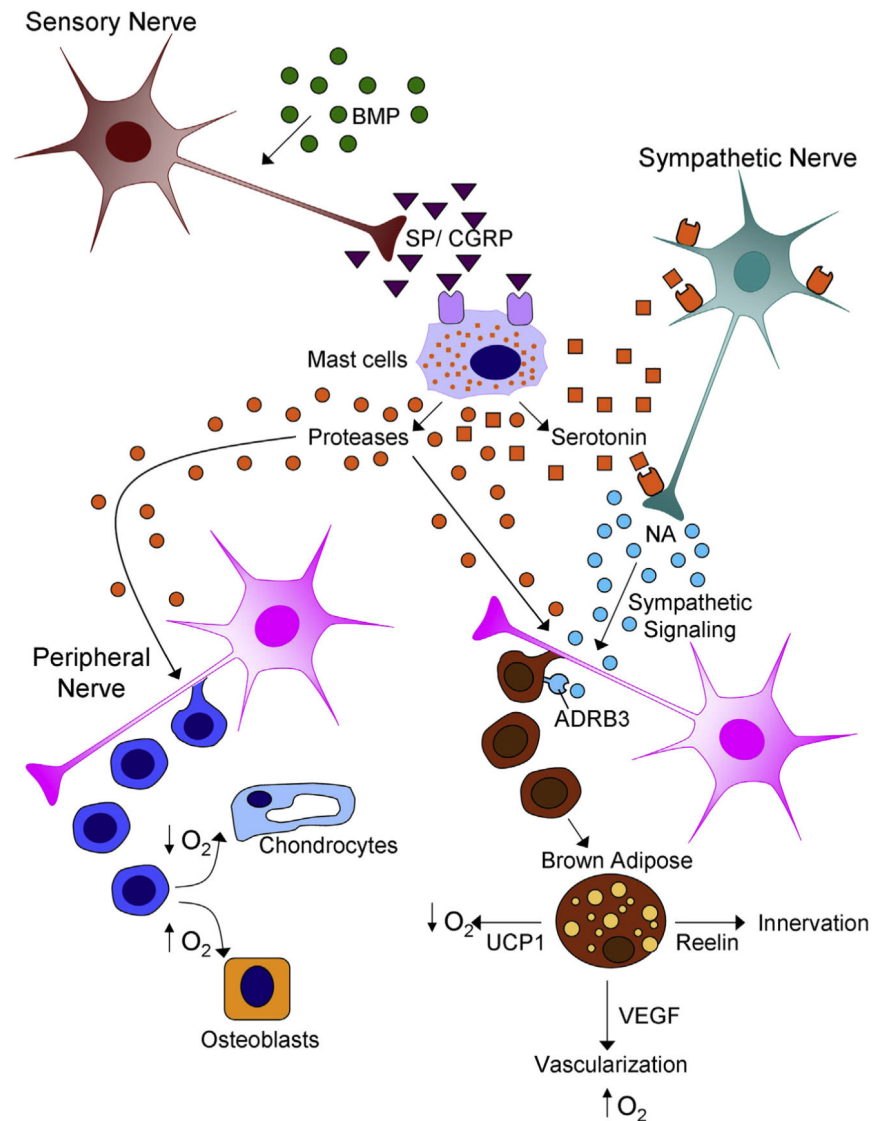 Sensory Nerve
BMP
Sympathetic Nerve
SP/ CGRP
Mast cells
Proteases
Serotonin
NA
Sympathetic
Signaling
Peripheral
Nerve
ADRB3
↓ O₂
Chondrocytes
↑ O₂
Osteoblasts
Brown Adipose
↓ O₂
UCP1
Reelin
Innervation
VEGF
Vascularization
↑ O₂